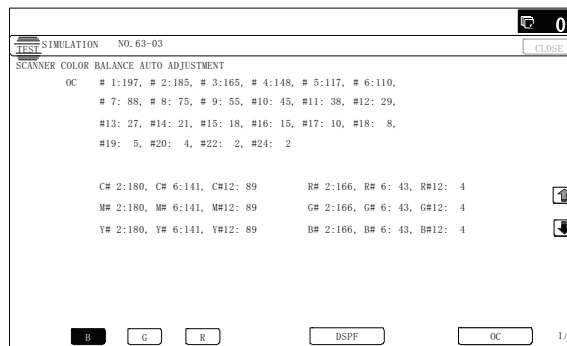 0
TEST SIMULATION NO. 63-03
CLOSE
SCANNER COLOR BALANCE AUTO ADJUSTMENT
OC # 1:197, # 2:185, # 3:165, # 4:148, # 5:117, # 6:110,
# 7: 88, # 8: 75, # 9: 55, #10: 45, #11: 38, #12: 29,
#13: 27, #14: 21, #15: 18, #16: 15, #17: 10, #18: 8,
#19: 5, #20: 4, #22: 2, #24: 2
C# 2:180, C# 6:141, C#12: 89 R# 2:166, R# 6: 43, R#12: 4
M# 2:180, M# 6:141, M#12: 89 G# 2:166, G# 6: 43, G#12: 4
Y# 2:180, Y# 6:141, Y#12: 89 B# 2:166, B# 6: 43, B#12: 4
B G R DSPF OC 1/